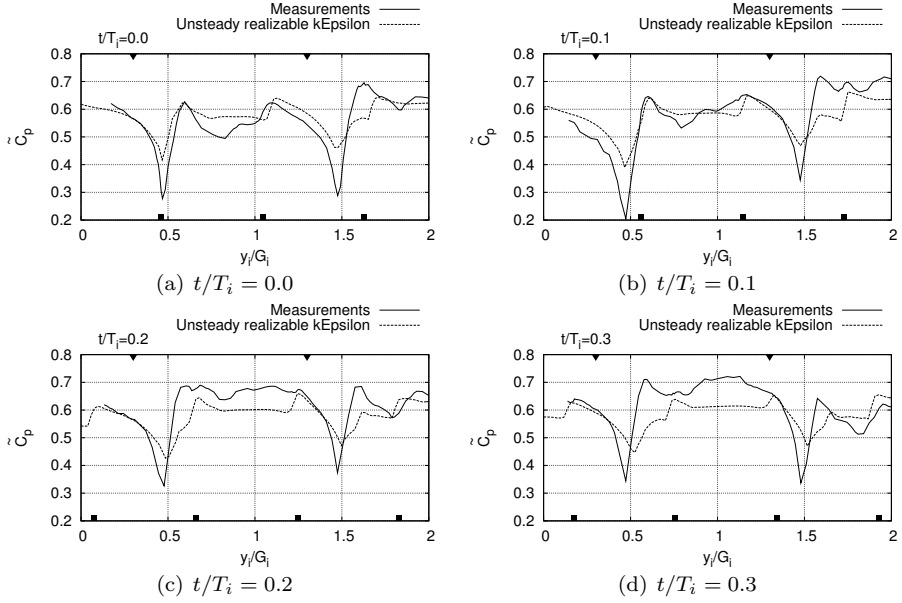 Measurements
Unsteady realizable kEpsilon
t/T_i=0.0
0.8
0.7
0.6
0.5
0.4
0.3
0.2
C̃_p
0 0.5 1 1.5 2
y_i/G_i
(a) t/T_i = 0.0
Measurements
Unsteady realizable kEpsilon
t/T_i=0.1
0.8
0.7
0.6
0.5
0.4
0.3
0.2
C̃_p
0 0.5 1 1.5 2
y_i/G_i
(b) t/T_i = 0.1
Measurements
Unsteady realizable kEpsilon
t/T_i=0.2
0.8
0.7
0.6
0.5
0.4
0.3
0.2
C̃_p
0 0.5 1 1.5 2
y_i/G_i
(c) t/T_i = 0.2
Measurements
Unsteady realizable kEpsilon
t/T_i=0.3
0.8
0.7
0.6
0.5
0.4
0.3
0.2
C̃_p
0 0.5 1 1.5 2
y_i/G_i
(d) t/T_i = 0.3